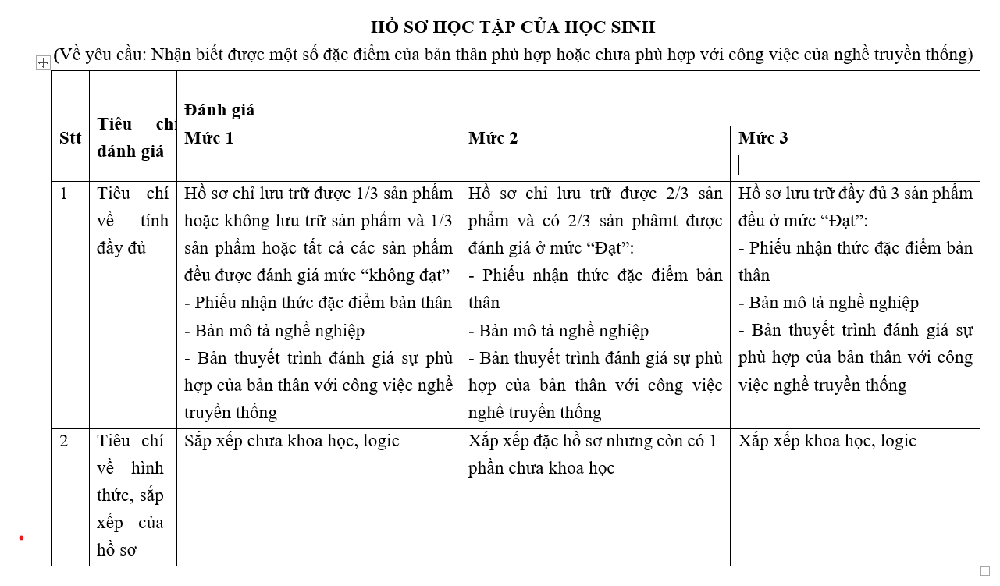 HỒ SƠ HỌC TẬP CỦA HỌC SINH
(Về yêu cầu: Nhận biết được một số đặc điểm của bản thân phù hợp hoặc chưa phù hợp với công việc của nghề truyền thống)
Stt
Tiêu chí
đánh giá
Đánh giá
Mức 1
Mức 2
Mức 3
1
Tiêu chí
về tính
đầy đủ
Hồ sơ chỉ lưu trữ được 1/3 sản phẩm
hoặc không lưu trữ sản phẩm và 1/3
sản phẩm hoặc tất cả các sản phẩm
đều được đánh giá mức “không đạt”
- Phiếu nhận thức đặc điểm bản thân
- Bản mô tả nghề nghiệp
- Bản thuyết trình đánh giá sự phù
hợp của bản thân với công việc nghề
truyền thống
Hồ sơ chỉ lưu trữ được 2/3 sản
phẩm và có 2/3 sản phâmt được
đánh giá ở mức “Đạt”:
- Phiếu nhận thức đặc điểm bản
thân
- Bản mô tả nghề nghiệp
- Bản thuyết trình đánh giá sự phù
hợp của bản thân với công việc
nghề truyền thống
Hồ sơ lưu trữ đầy đủ 3 sản phẩm
đều ở mức “Đạt”:
- Phiếu nhận thức đặc điểm bản
thân
- Bản mô tả nghề nghiệp
- Bản thuyết trình đánh giá sự
phù hợp của bản thân với công
việc nghề truyền thống
2
Tiêu chí
về hình
thức, sắp
xếp của
hồ sơ
Sắp xếp chưa khoa học, logic
Xắp xếp đặc hồ sơ nhưng còn có 1
phần chưa khoa học
Xắp xếp khoa học, logic